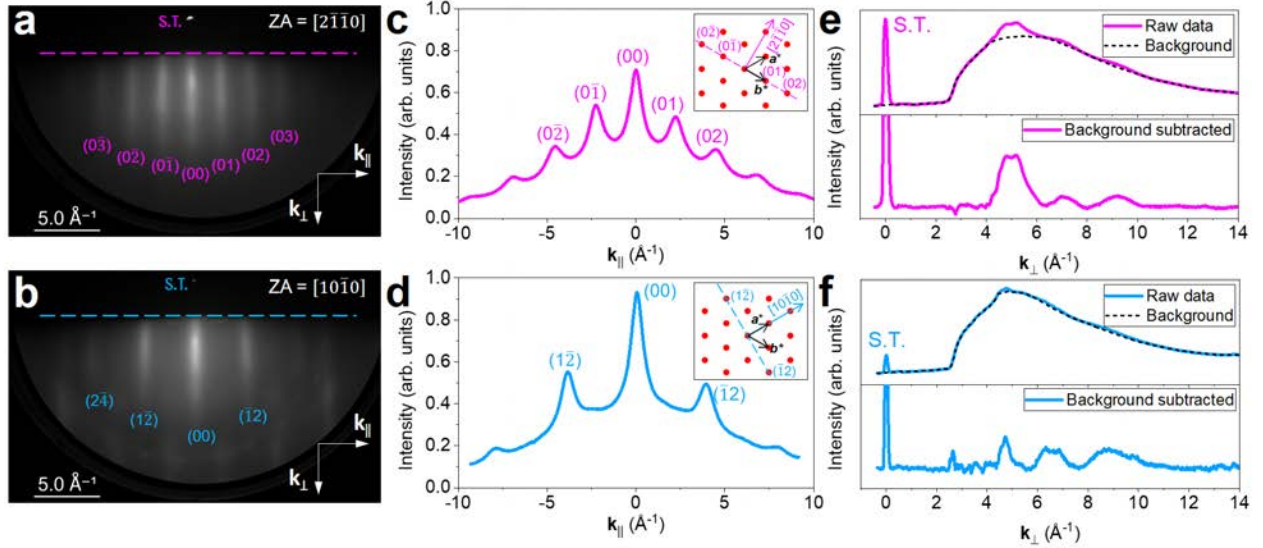 a
S.T.
ZA = [2̅1̅1̅0]
(03̅)
(02̅)
(01̅)
(00)
(01)
(02)
(03)
k∥
k⊥
5.0 Å⁻¹
b
S.T.
ZA = [101̅0]
(24̅)
(12̅)
(00)
(1̅2)
k∥
k⊥
5.0 Å⁻¹
c
Intensity (arb. units)
1.0
0.8
0.6
0.4
0.2
0.0
(02̅)
(01̅)
(00)
(01)
(02)
(02̅)
(01̅)
[21̅1̅0]
a*
b*
(01)
(02)
-10
-5
0
5
10
k∥ (Å⁻¹)
d
Intensity (arb. units)
1.0
0.8
0.6
0.4
0.2
0.0
(12̅)
(00)
(1̅2)
(12̅)
[101̅0]
a*
b*
(1̅2)
-10
-5
0
5
10
k∥ (Å⁻¹)
e
S.T.
Raw data
Background
Background subtracted
Intensity (arb. units)
0 2 4 6 8 10 12 14
k⊥ (Å⁻¹)
f
S.T.
Raw data
Background
Background subtracted
Intensity (arb. units)
0 2 4 6 8 10 12 14
k⊥ (Å⁻¹)